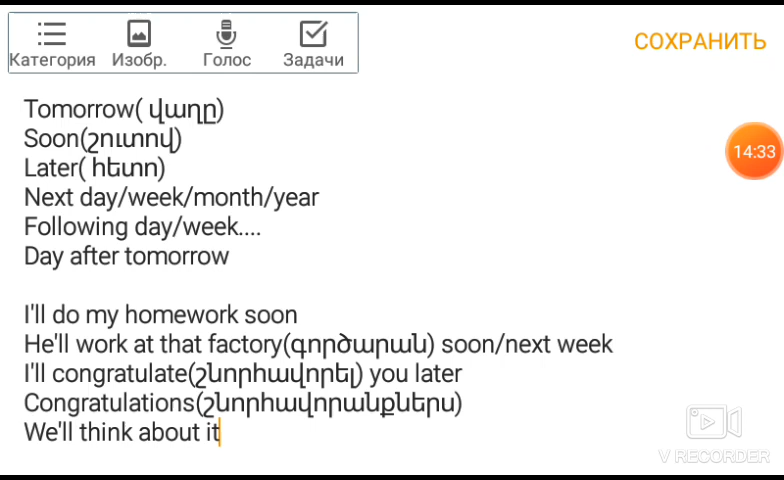 Категория Изобр. Голос Задачи
СОХРАНИТЬ
Tomorrow( վաղը)
Soon(շուտով)
14:33
Later( հետո)
Next day/week/month/year
Following day/week....
Day after tomorrow
I'll do my homework soon
He'll work at that factory(գործարան) soon/next week
I'll congratulate(շնորհավորել) you later
Congratulations(շնորհավորանքներս)
We'll think about it
V RECORDER